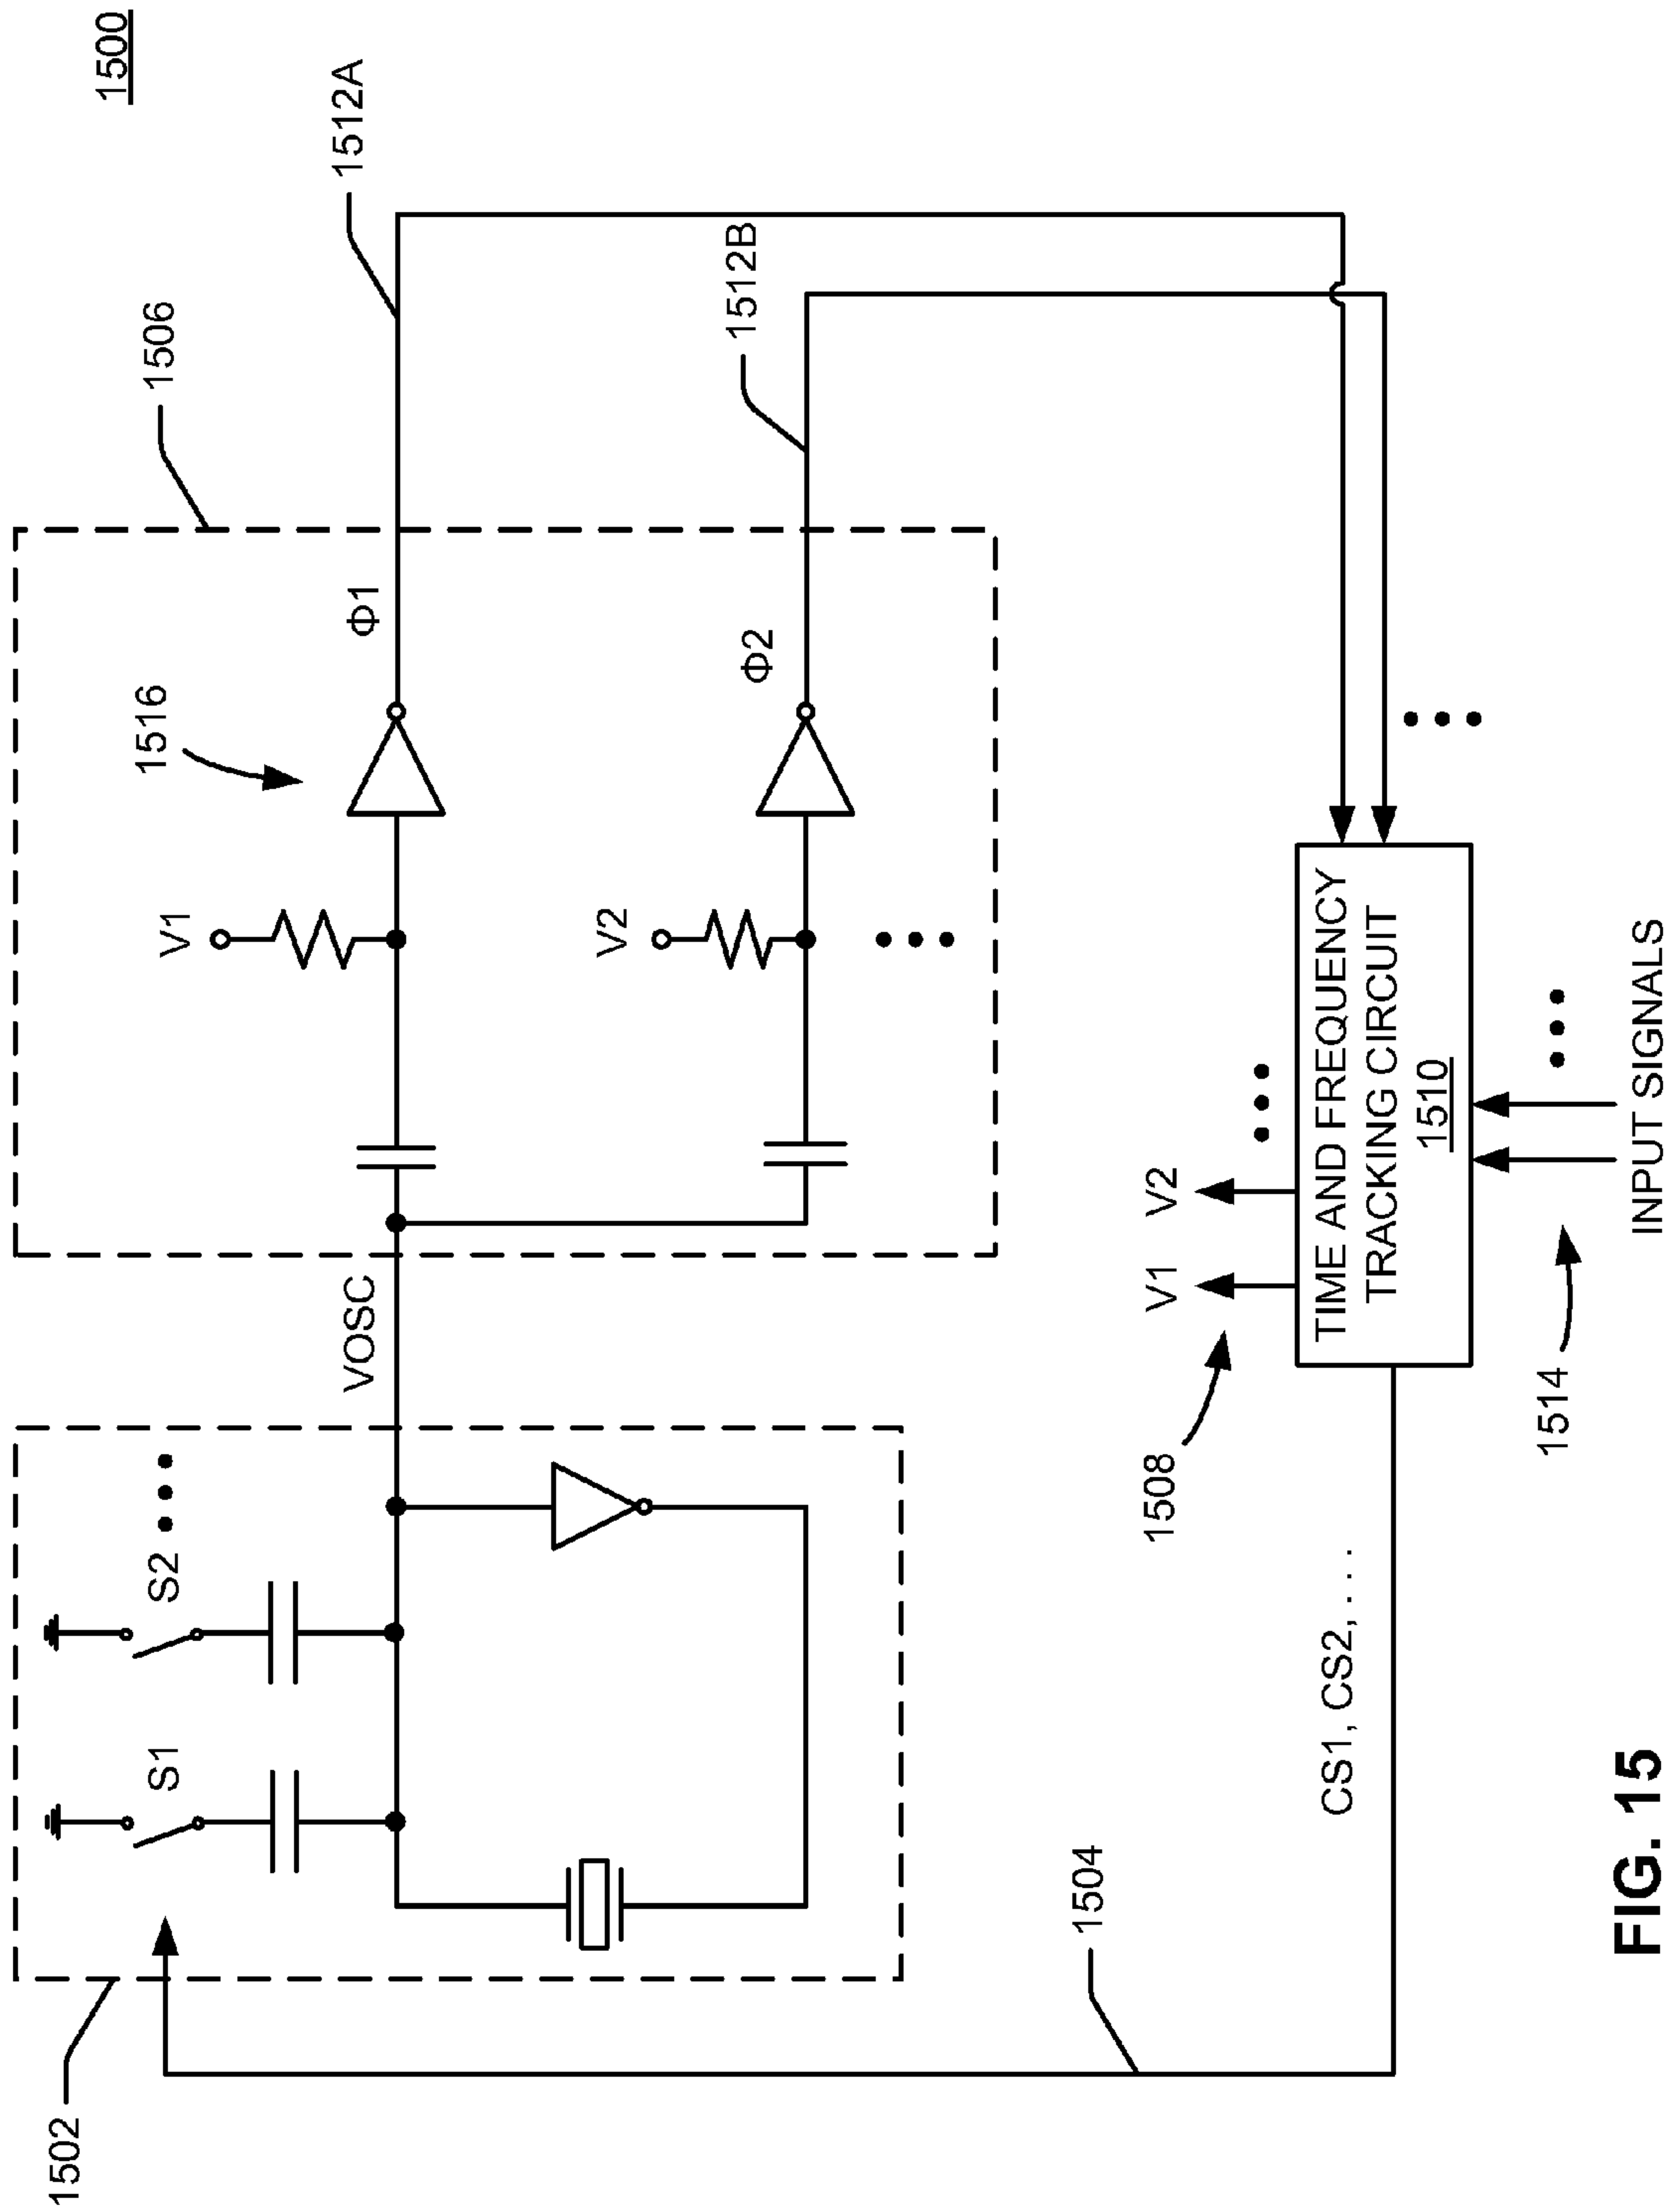 1500
1502
S1
S2
VOSC
1506
V1
1516
Φ1
1512A
V2
Φ2
1512B
1504
CS1, CS2, . . .
1508
V1
V2
TIME AND FREQUENCY
TRACKING CIRCUIT
1510
1514
INPUT SIGNALS
FIG. 15